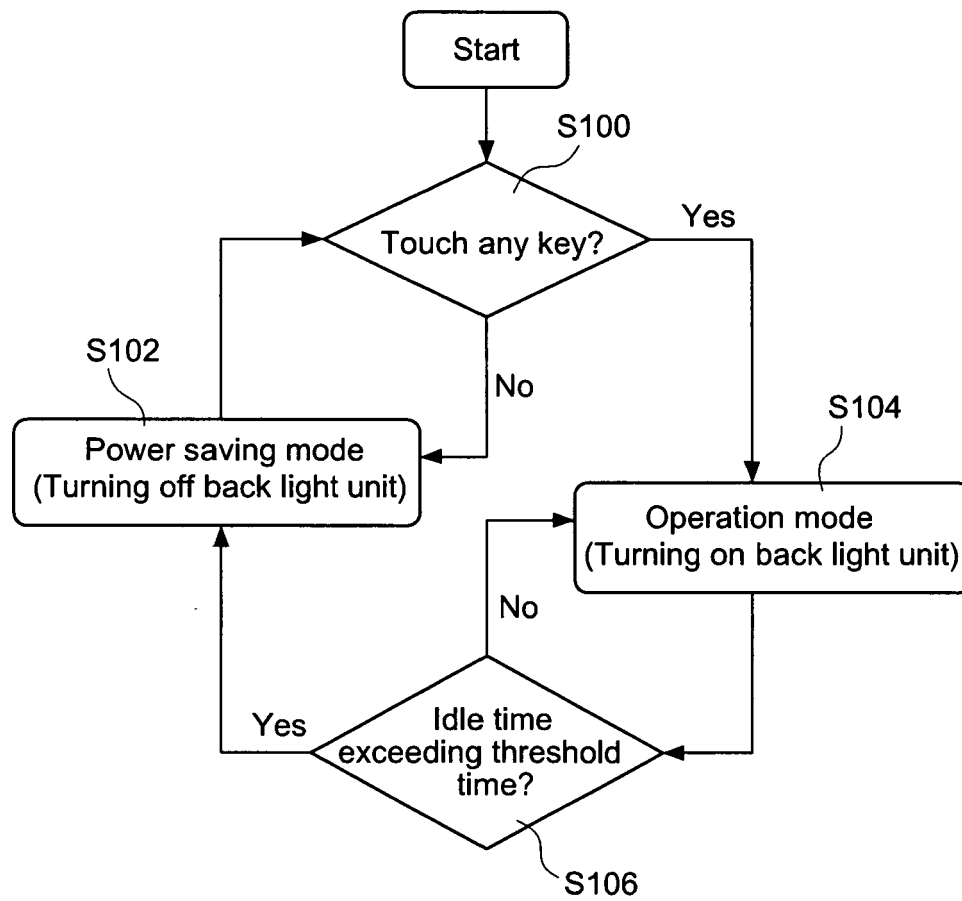 Start
S100
Touch any key?
Yes
No
S102
Power saving mode
(Turning off back light unit)
S104
Operation mode
(Turning on back light unit)
No
Yes
Idle time
exceeding threshold
time?
S106